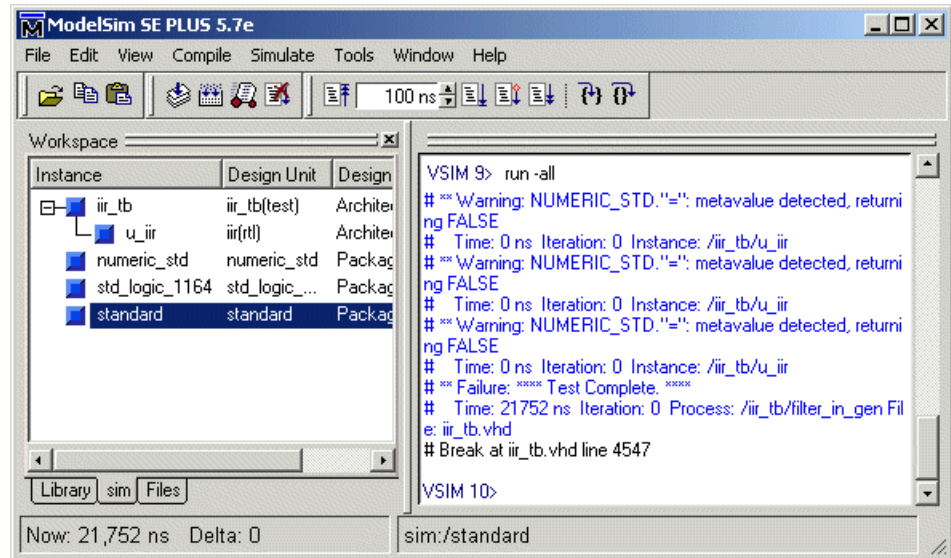 ModelSim SE PLUS 5.7e
File Edit View Compile Simulate Tools Window Help
100 ns
Workspace
Instance Design Unit Design
iir_tb iir_tb(test) Archite
u_iir iir(rtl) Archite
numeric_std numeric_std Packag
std_logic_1164 std_logic_... Packag
standard standard Packag
Library sim Files
VSIM 9> run -all
# ** Warning: NUMERIC_STD."=": metavalue detected, returni
ng FALSE
# Time: 0 ns Iteration: 0 Instance: /iir_tb/u_iir
# ** Warning: NUMERIC_STD."=": metavalue detected, returni
ng FALSE
# Time: 0 ns Iteration: 0 Instance: /iir_tb/u_iir
# ** Warning: NUMERIC_STD."=": metavalue detected, returni
ng FALSE
# Time: 0 ns Iteration: 0 Instance: /iir_tb/u_iir
# ** Failure: **** Test Complete. ****
# Time: 21752 ns Iteration: 0 Process: /iir_tb/filter_in_gen Fil
e: iir_tb.vhd
# Break at iir_tb.vhd line 4547
VSIM 10>
Now: 21,752 ns Delta: 0
sim:/standard